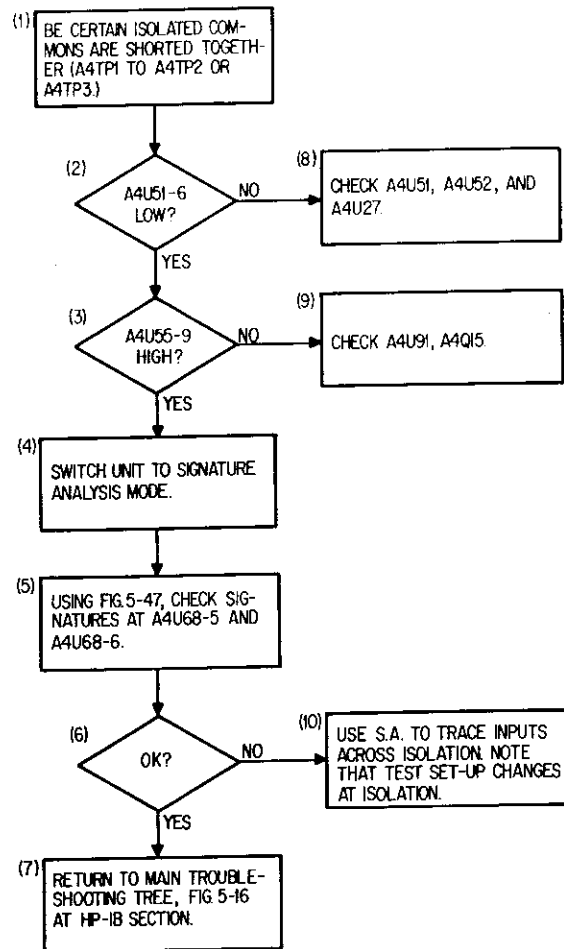 (1)
BE CERTAIN ISOLATED COM-
MONS ARE SHORTED TOGETH-
ER (A4TP1 TO A4TP2 OR
A4TP3.)
(2)
A4U51-6
LOW?
NO
YES
(8)
CHECK A4U51, A4U52, AND
A4U27.
(3)
A4U55-9
HIGH?
NO
YES
(9)
CHECK A4U91, A4Q15.
(4)
SWITCH UNIT TO SIGNATURE
ANALYSIS MODE.
(5)
USING FIG. 5-47, CHECK SIG-
NATURES AT A4U68-5 AND
A4U68-6.
(6)
OK?
NO
YES
(10)
USE S.A. TO TRACE INPUTS
ACROSS ISOLATION. NOTE
THAT TEST SET-UP CHANGES
AT ISOLATION.
(7)
RETURN TO MAIN TROUBLE-
SHOOTING TREE, FIG. 5-16
AT HP-IB SECTION.